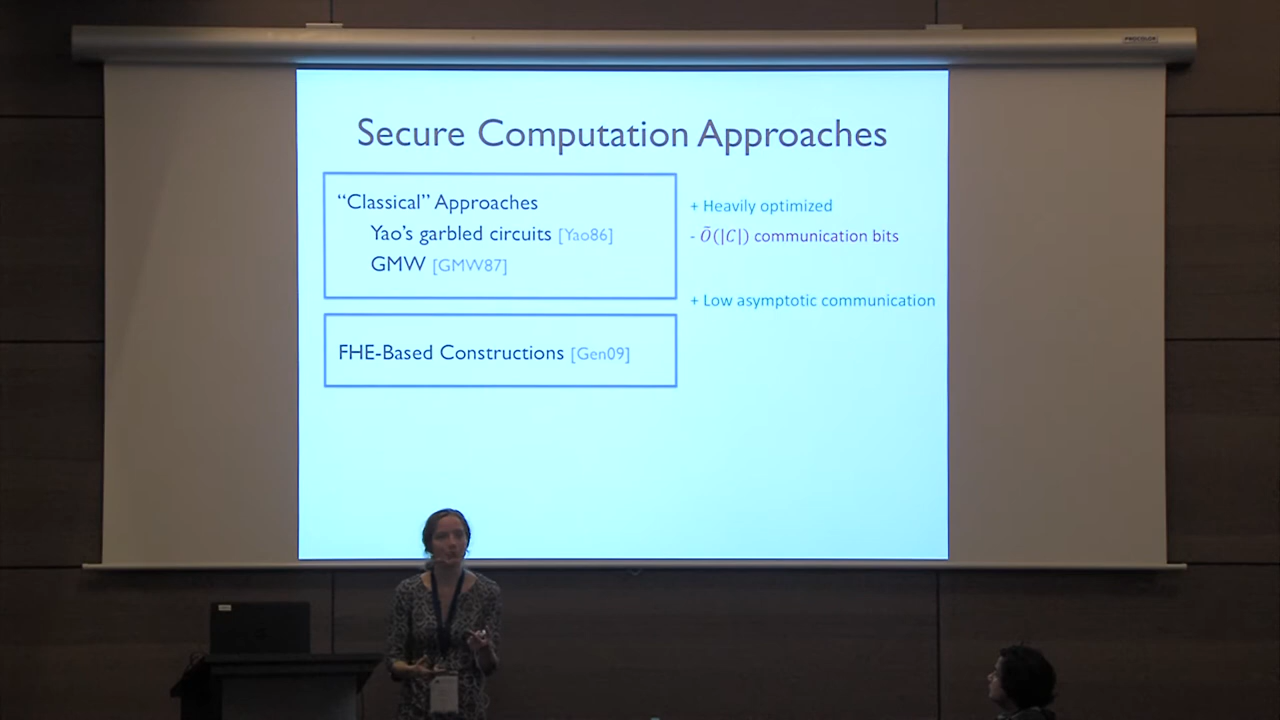 Secure Computation Approaches
“Classical” Approaches
Yao’s garbled circuits [Yao86]
GMW [GMW87]
+ Heavily optimized
- Õ(|C|) communication bits
+ Low asymptotic communication
FHE-Based Constructions [Gen09]